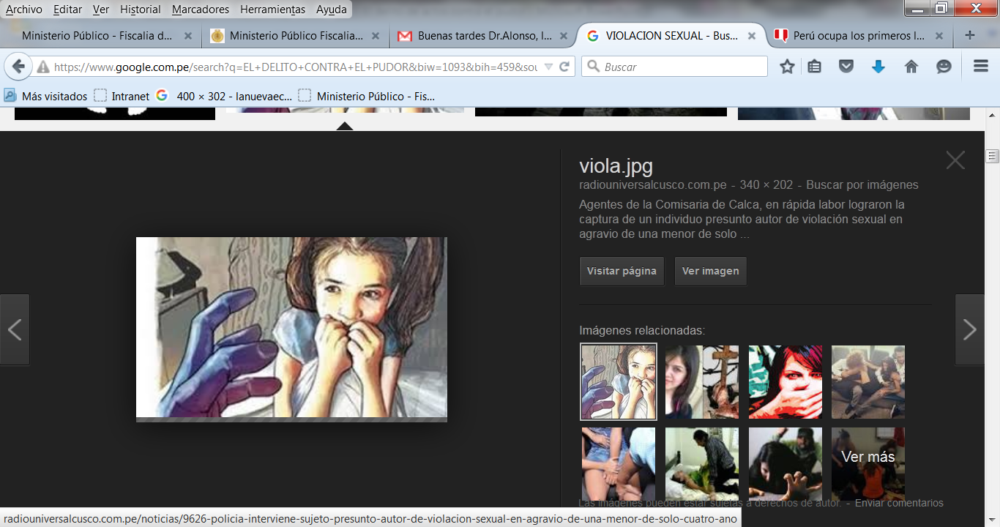 Archivo Editar Ver Historial Marcadores Herramientas Ayuda
Ministerio Público - Fiscalia d... Ministerio Público Fiscalia... Buenas tardes Dr.Alonso, l... VIOLACION SEXUAL - Bus... Perú ocupa los primeros l...
https://www.google.com.pe/search?q=EL+DELITO+CONTRA+EL+PUDOR&biw=1093&bih=459&sou Buscar
Más visitados Intranet 400 × 302 - lanuevaec... Ministerio Público - Fis...
viola.jpg
radiouniversalcusco.com.pe - 340 × 202 - Buscar por imágenes
Agentes de la Comisaria de Calca, en rápida labor lograron la
captura de un individuo presunto autor de violación sexual en
agravio de una menor de solo ...
Visitar página Ver imagen
Imágenes relacionadas:
Ver más
Las imágenes pueden estar sujetas a derechos de autor. - Enviar comentarios
radiouniversalcusco.com.pe/noticias/9626-policia-interviene-sujeto-presunto-autor-de-violacion-sexual-en-agravio-de-una-menor-de-solo-cuatro-ano